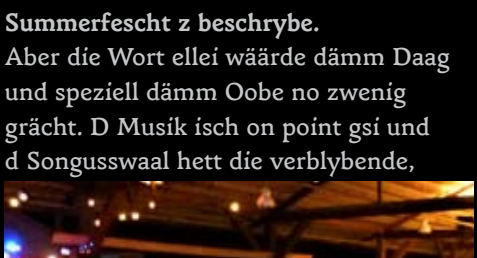 Summerfescht z beschrybe.
Aber die Wort ellei wäärde dämm Daag
und speziell dämm Oobe no zwenig
grächt. D Musik isch on point gsi und
d Songusswaal hett die verblybende,